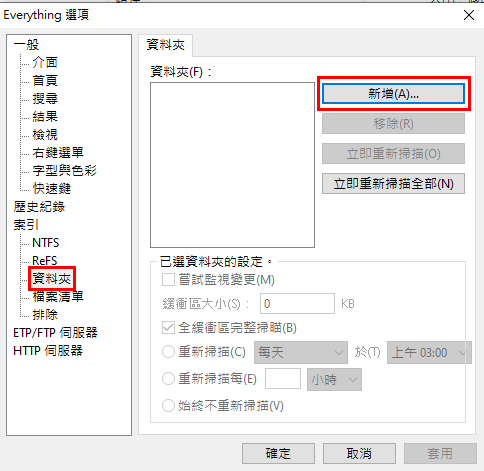 Everything 選項
一般
介面
首頁
搜尋
結果
檢視
右鍵選單
字型與色彩
快速鍵
歷史紀錄
索引
NTFS
ReFS
資料夾
檔案清單
排除
ETP/FTP 伺服器
HTTP 伺服器
資料夾
資料夾(F)：
新增(A)...
移除(R)
立即重新掃描(O)
立即重新掃描全部(N)
已選資料夾的設定。
嘗試監視變更(M)
緩衝區大小(S)： 0 KB
全緩衝區完整掃瞄(B)
重新掃描(C) 每天 於(T) 上午 03:00
重新掃描每(E) 小時
始終不重新掃描(V)
確定 取消 套用